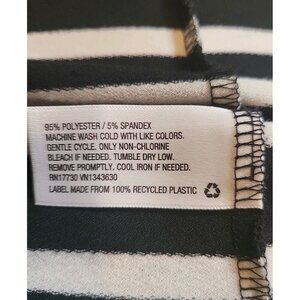 95% POLYESTER / 5% SPANDEX
MACHINE WASH COLD WITH LIKE COLORS.
GENTLE CYCLE. ONLY NON-CHLORINE
BLEACH IF NEEDED. TUMBLE DRY LOW.
REMOVE PROMPTLY. COOL IRON IF NEEDED.
RN17730 VN1343630
LABEL MADE FROM 100% RECYCLED PLASTIC